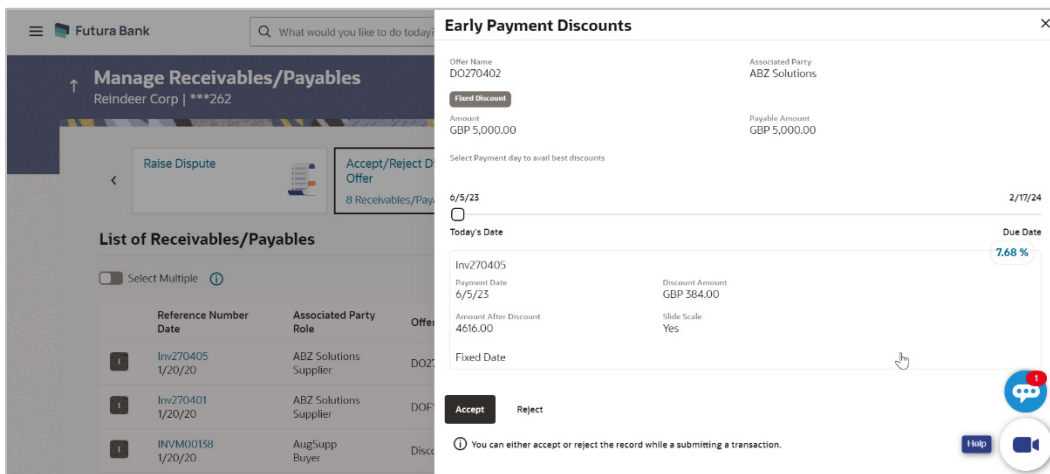 Futura Bank
What would you like to do today?
Manage Receivables/Payables
Reindeer Corp | ***262
Raise Dispute
Accept/Reject D
Offer
8 Receivables/Pay
List of Receivables/Payables
Select Multiple
Reference Number
Date
Associated Party
Role
Offer
Inv270405
1/20/20
ABZ Solutions
Supplier
DO27
Inv270401
1/20/20
ABZ Solutions
Supplier
DOF1
INVM00138
1/20/20
AugSupp
Buyer
Disco
Early Payment Discounts
Offer Name
DO270402
Associated Party
ABZ Solutions
Fixed Discount
Amount
GBP 5,000.00
Payable Amount
GBP 5,000.00
Select Payment day to avail best discounts
6/5/23
2/17/24
Today's Date
Due Date
7.68 %
Inv270405
Payment Date
6/5/23
Discount Amount
GBP 384.00
Amount After Discount
4616.00
Slide Scale
Yes
Fixed Date
Accept
Reject
You can either accept or reject the record while a submitting a transaction.
1
Help